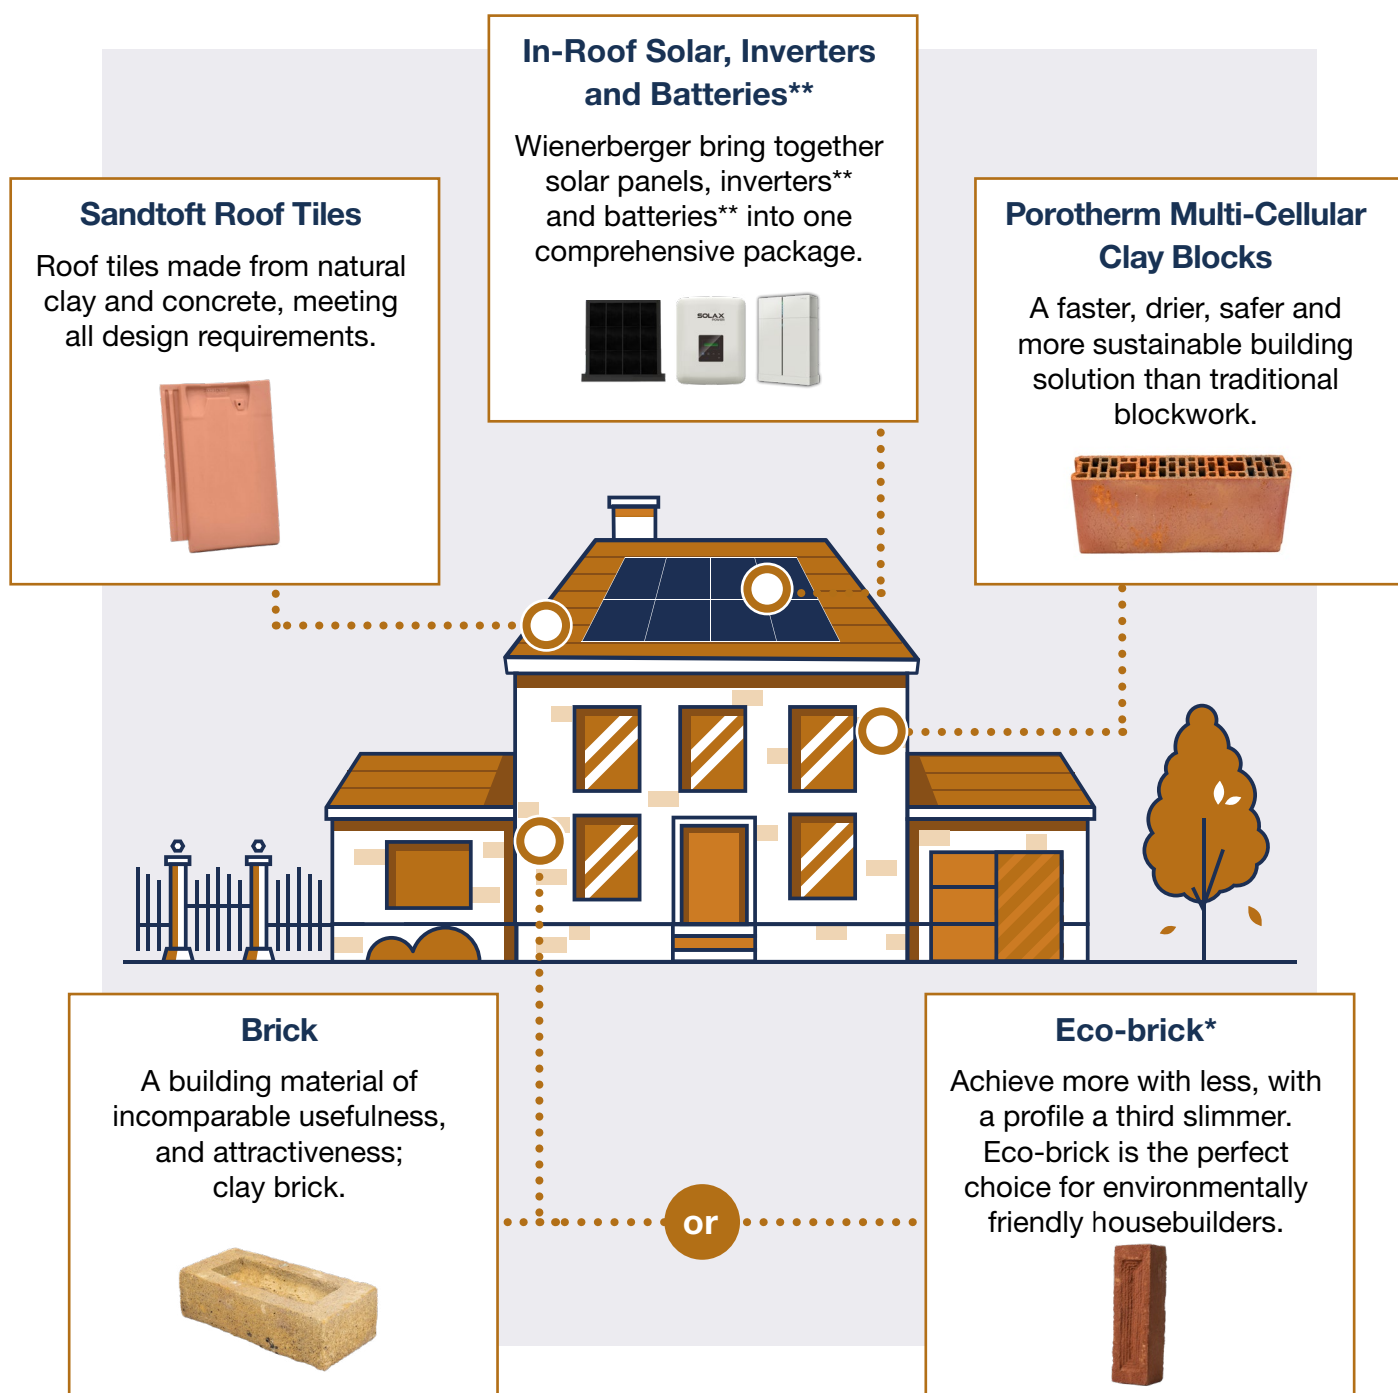 In-Roof Solar, Inverters
and Batteries**
Wienerberger bring together
solar panels, inverters**
and batteries** into one
comprehensive package.
SOLAX
POWER
Sandtoft Roof Tiles
Roof tiles made from natural
clay and concrete, meeting
all design requirements.
Porotherm Multi-Cellular
Clay Blocks
A faster, drier, safer and
more sustainable building
solution than traditional
blockwork.
Brick
A building material of
incomparable usefulness,
and attractiveness;
clay brick.
or
Eco-brick*
Achieve more with less, with
a profile a third slimmer.
Eco-brick is the perfect
choice for environmentally
friendly housebuilders.